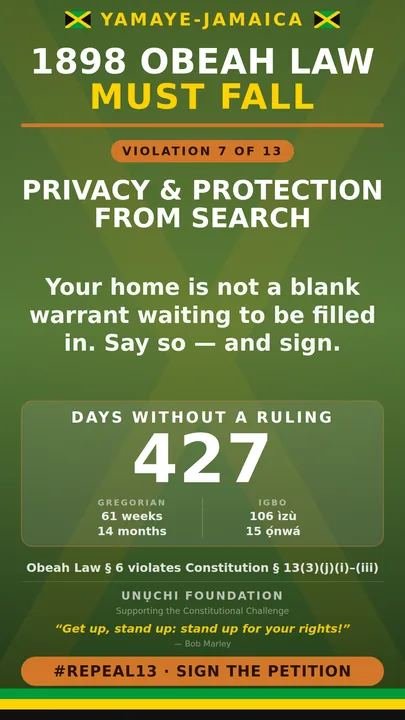 YAMAYE-JAMAICA
1898 OBEAH LAW
MUST FALL
VIOLATION 7 OF 13
PRIVACY & PROTECTION
FROM SEARCH
Your home is not a blank
warrant waiting to be filled
in. Say so — and sign.
DAYS WITHOUT A RULING
427
GREGORIAN
61 weeks
14 months
IGBO
106 ìzù
15 ọ́nwá
Obeah Law § 6 violates Constitution § 13(3)(j)(i)–(iii)
UNỤCHI FOUNDATION
Supporting the Constitutional Challenge
“Get up, stand up: stand up for your rights!”
— Bob Marley
#REPEAL13 · SIGN THE PETITION